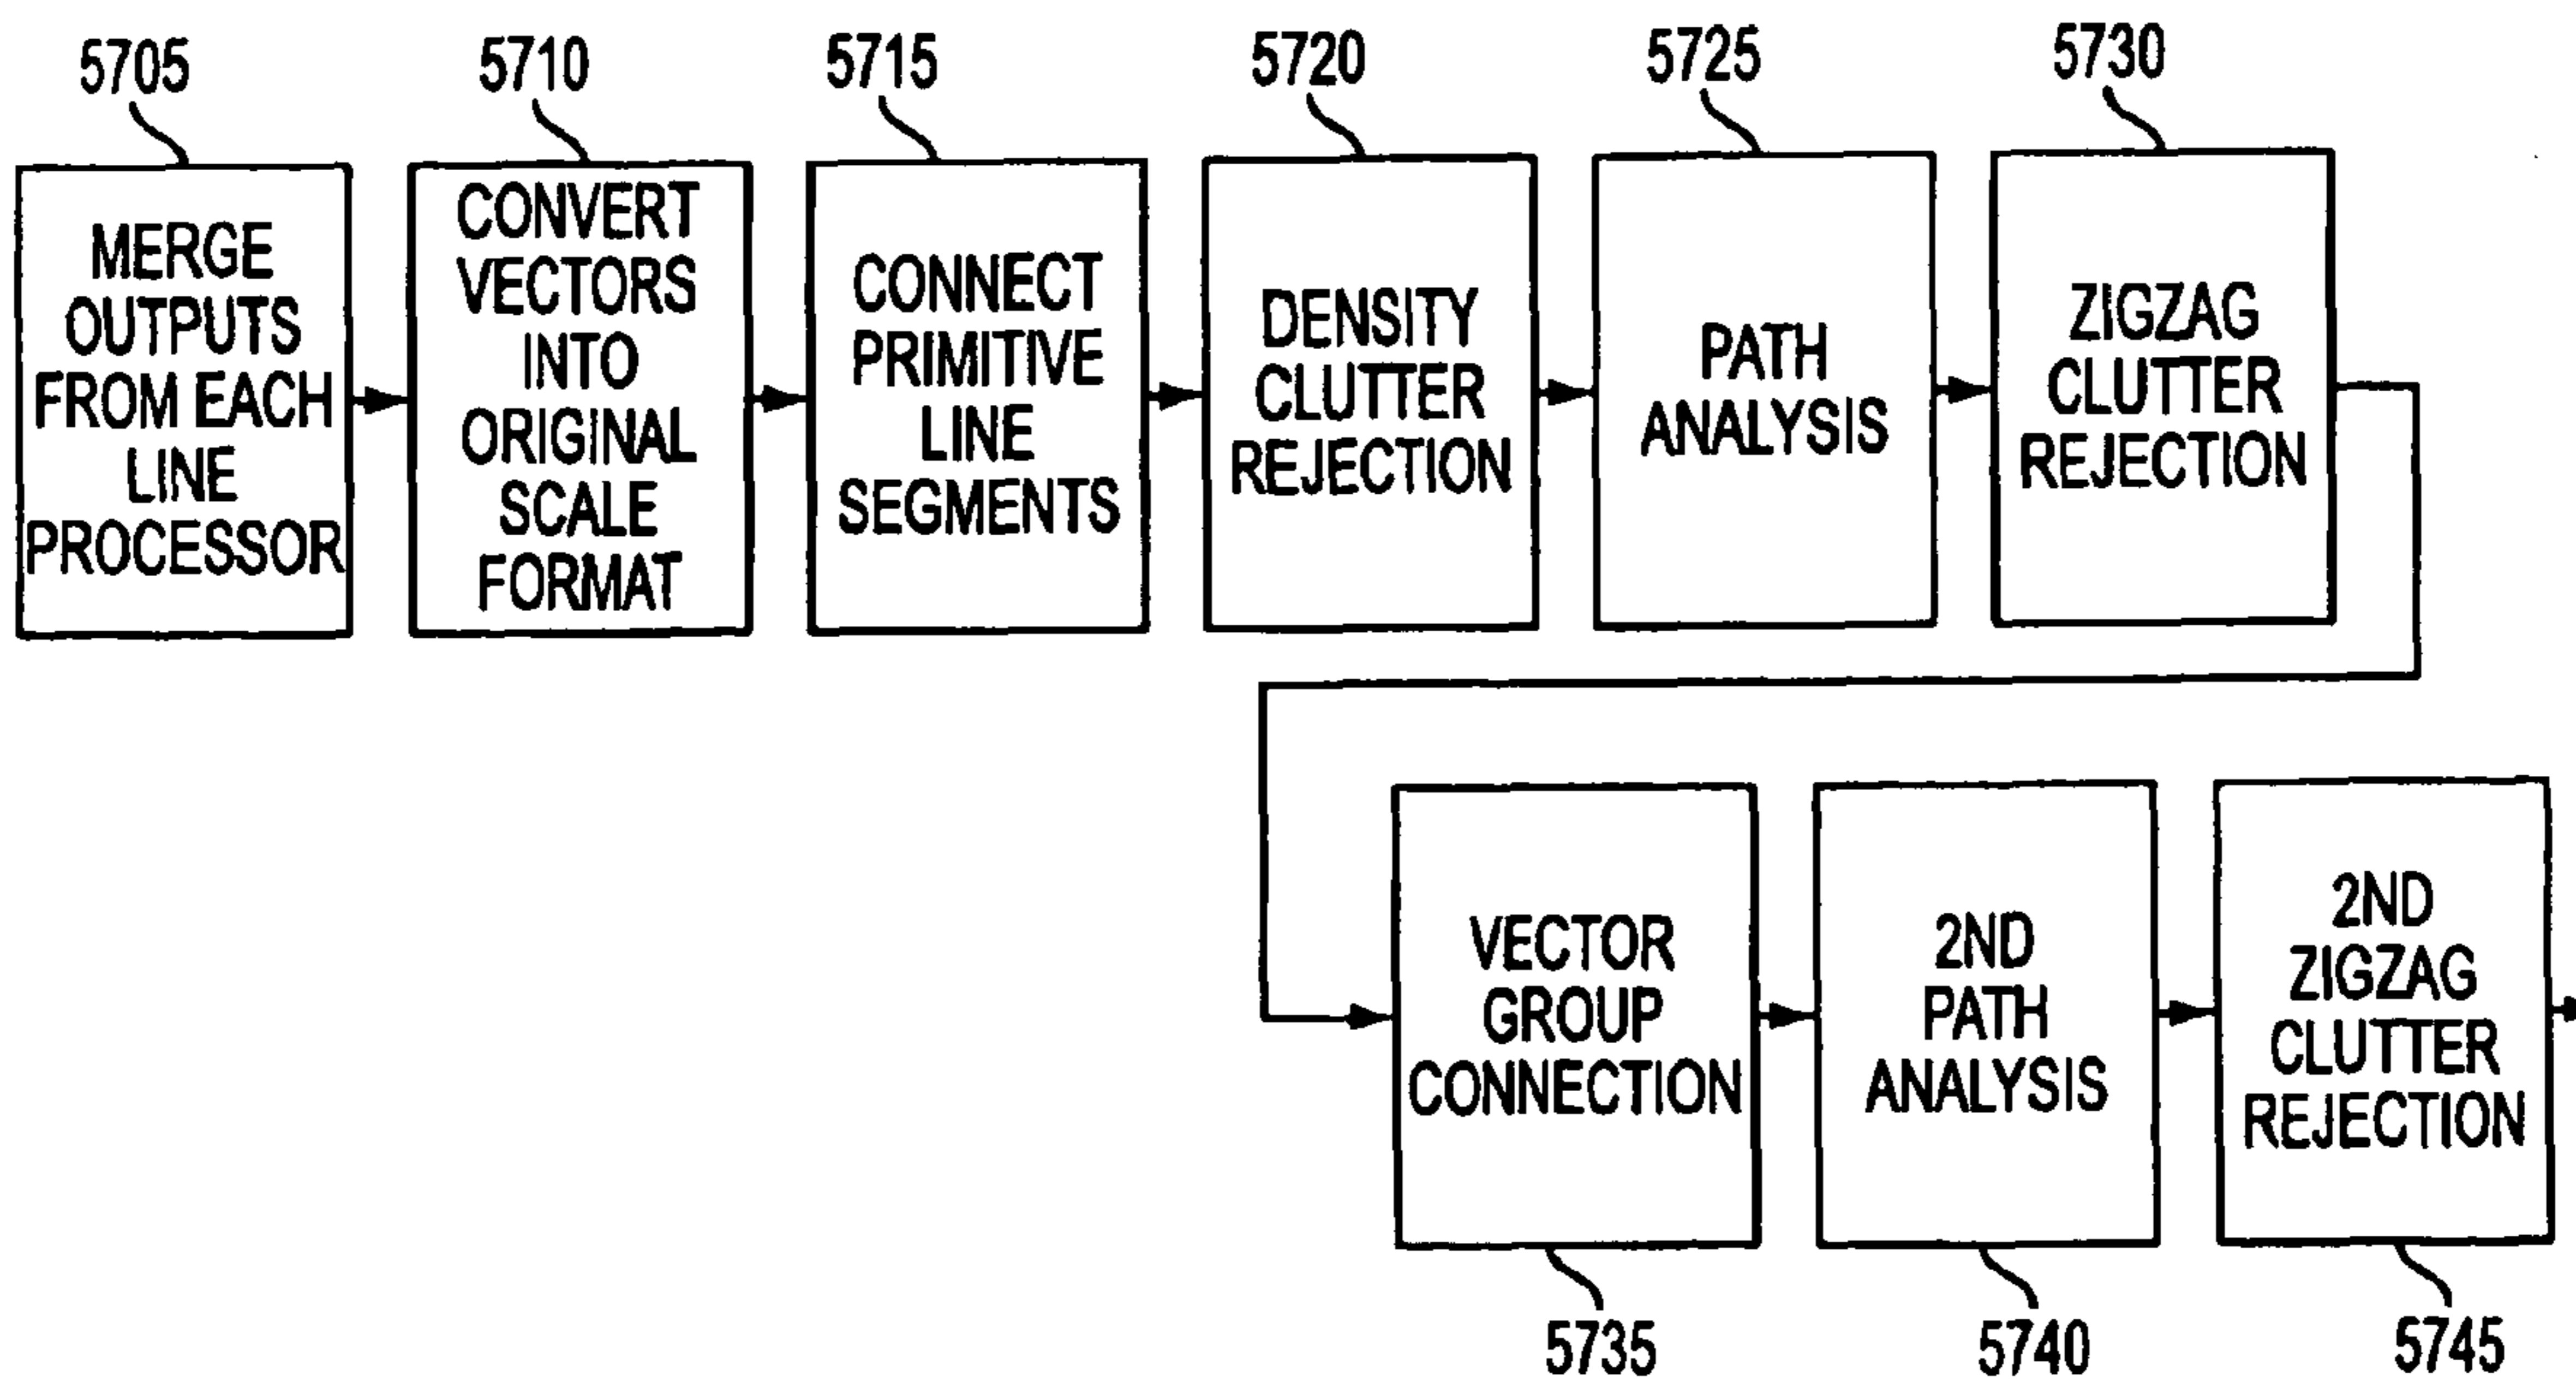 5705
5710
5715
5720
5725
5730
MERGE
OUTPUTS
FROM EACH
LINE
PROCESSOR
CONVERT
VECTORS
INTO
ORIGINAL
SCALE
FORMAT
CONNECT
PRIMITIVE
LINE
SEGMENTS
DENSITY
CLUTTER
REJECTION
PATH
ANALYSIS
ZIGZAG
CLUTTER
REJECTION
VECTOR
GROUP
CONNECTION
2ND
PATH
ANALYSIS
2ND
ZIGZAG
CLUTTER
REJECTION
5735
5740
5745